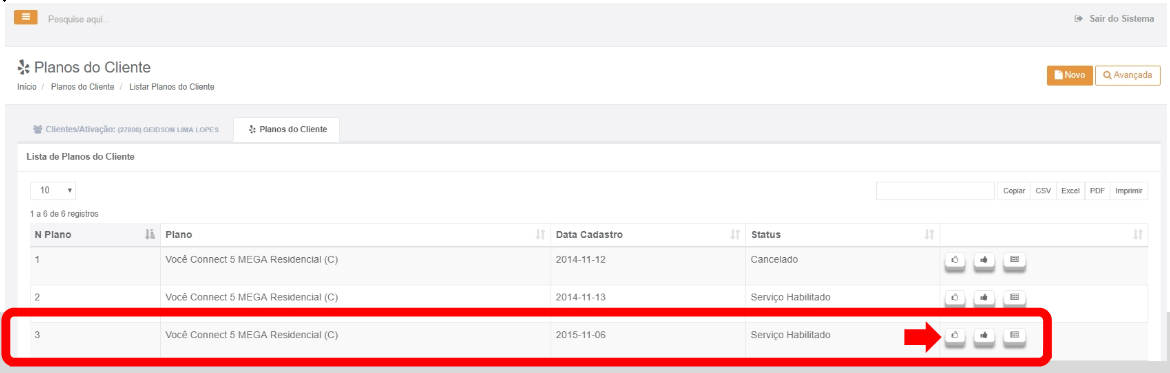 Pesquise aqui...
Sair do Sistema
Planos do Cliente
Início / Planos do Cliente / Listar Planos do Cliente
Novo
Avançada
Clientes/Ativação: (27806) GEIDSON LIMA LOPES
Planos do Cliente
Lista de Planos do Cliente
10
Copiar CSV Excel PDF Imprimir
1 a 6 de 6 registros
N Plano Plano Data Cadastro Status
1 Você Connect 5 MEGA Residencial (C) 2014-11-12 Cancelado
2 Você Connect 5 MEGA Residencial (C) 2014-11-13 Serviço Habilitado
3 Você Connect 5 MEGA Residencial (C) 2015-11-06 Serviço Habilitado